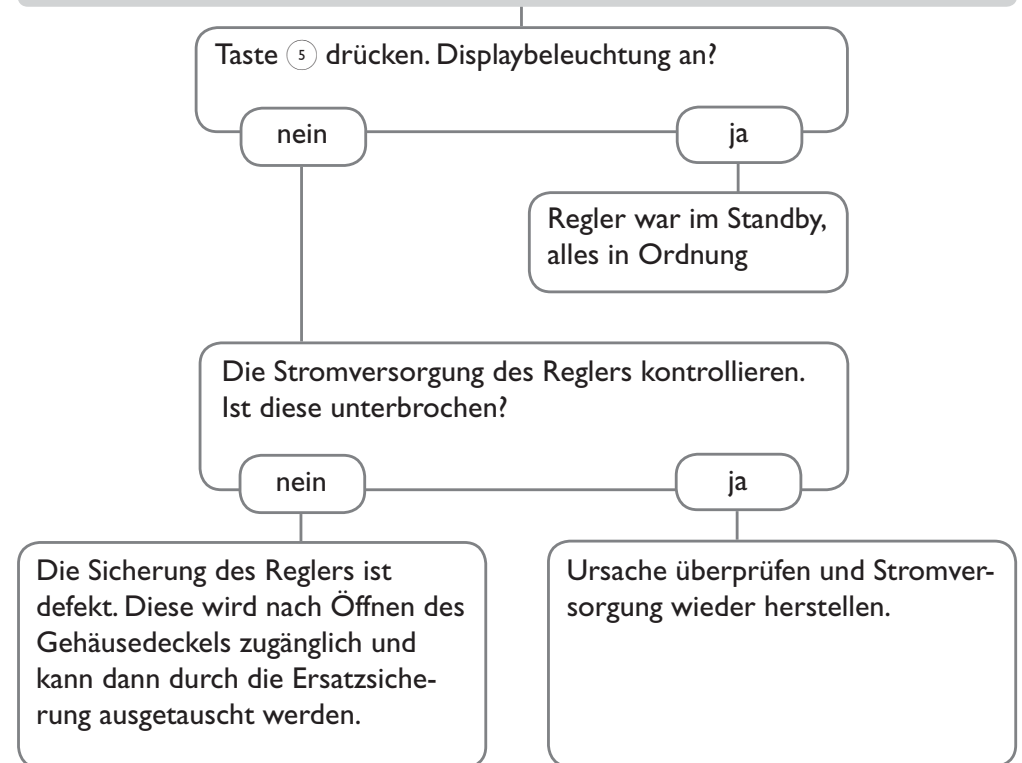 Taste 5 drücken. Displaybeleuchtung an?
nein
ja
Regler war im Standby,
alles in Ordnung
Die Stromversorgung des Reglers kontrollieren.
Ist diese unterbrochen?
nein
ja
Die Sicherung des Reglers ist
defekt. Diese wird nach Öffnen des
Gehäusedeckels zugänglich und
kann dann durch die Ersatzsiche-
rung ausgetauscht werden.
Ursache überprüfen und Stromver-
sorgung wieder herstellen.